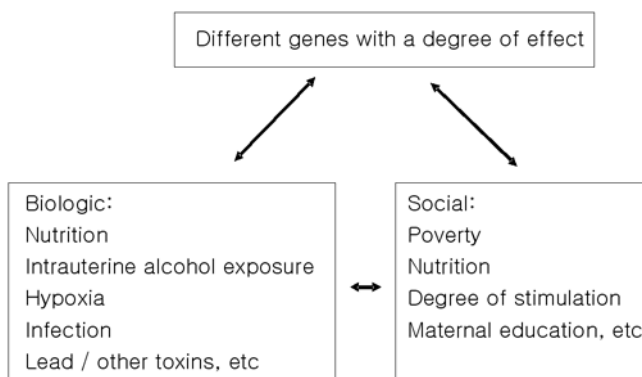 Different genes with a degree of effect
Biologic:
Nutrition
Intrauterine alcohol exposure
Hypoxia
Infection
Lead / other toxins, etc
Social:
Poverty
Nutrition
Degree of stimulation
Maternal education, etc